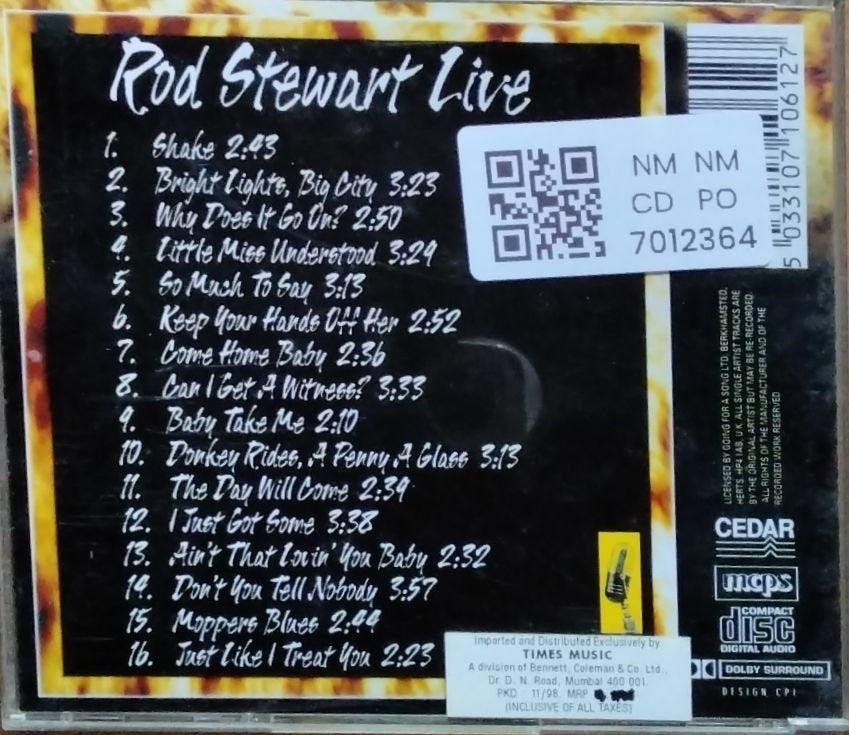 Rod Stewart Live
1. Shake 2:43
2. Bright Lights, Big City 3:23
3. Why Does It Go On? 2:50
4. Little Miss Understood 3:29
5. So Much To Say 3:13
6. Keep Your Hands Off Her 2:52
7. Come Home Baby 2:36
8. Can I Get A Witness? 3:33
9. Baby Take Me 2:10
10. Donkey Rides, A Penny A Glass 3:13
11. The Day Will Come 2:39
12. I Just Got Some 3:38
13. Ain't That Lovin' You Baby 2:32
14. Don't You Tell Nobody 3:57
15. Moppers Blues 2:44
16. Just Like I Treat You 2:23
NM NM
CD PO
7012364
5 033107 106127
LICENSED BY GOING FOR A SONG LTD, BERKHAMSTED,
HERTS, HP4 1AB, U.K. ALL SINGLE ARTIST TRACKS ARE
BY THE ORIGINAL ARTIST BUT MAY BE RE-RECORDED.
ALL RIGHTS OF THE MANUFACTURER AND OF THE
RECORDED WORK RESERVED
CEDAR
mcps
COMPACT
disc
DIGITAL AUDIO
DOLBY SURROUND
DESIGN CPI
Imported and Distributed Exclusively by
TIMES MUSIC
A division of Bennett, Coleman & Co. Ltd.,
Dr. D. N. Road, Mumbai 400 001.
PKD : 11/98. MRP
(INCLUSIVE OF ALL TAXES)